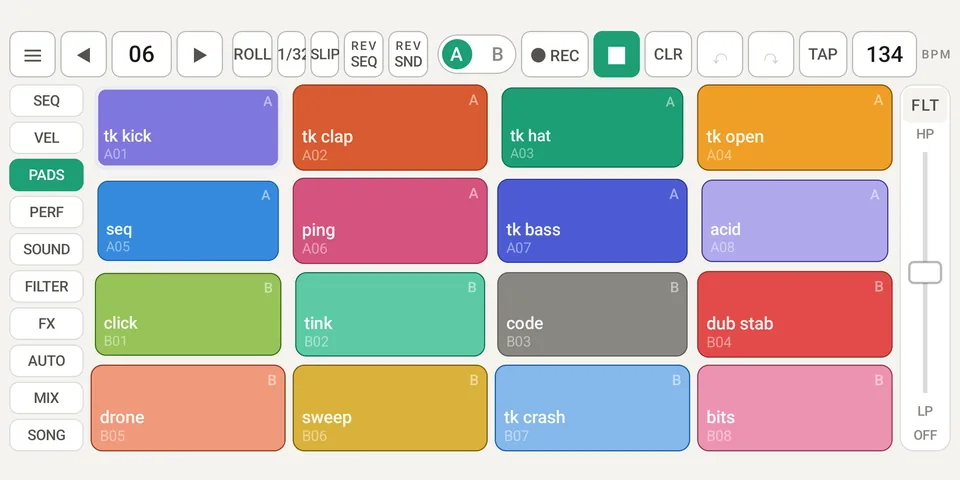 06
ROLL
1/32
SLIP
REV
SEQ
REV
SND
A
B
REC
CLR
TAP
134
BPM
SEQ
VEL
PADS
PERF
SOUND
FILTER
FX
AUTO
MIX
SONG
A
tk kick
A01
A
tk clap
A02
A
tk hat
A03
A
tk open
A04
A
seq
A05
A
ping
A06
A
tk bass
A07
A
acid
A08
B
click
B01
B
tink
B02
B
code
B03
B
dub stab
B04
B
drone
B05
B
sweep
B06
B
tk crash
B07
B
bits
B08
FLT
HP
LP
OFF